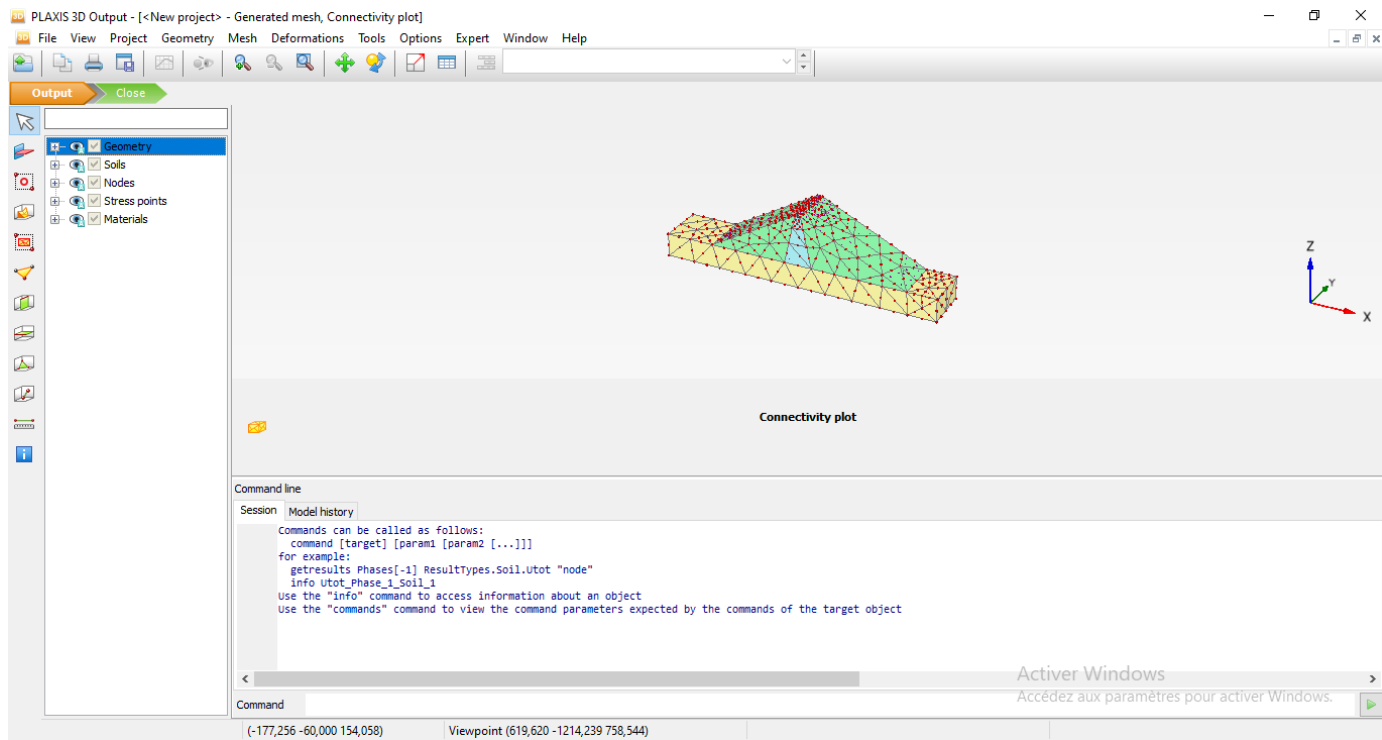 PLAXIS 3D Output - [<New project> - Generated mesh, Connectivity plot]
File View Project Geometry Mesh Deformations Tools Options Expert Window Help
Output Close
Geometry
Soils
Nodes
Stress points
Materials
Z
Y
X
Connectivity plot
Command line
Session Model history
Commands can be called as follows:
command [target] [param1 [param2 [...]]]
for example:
getresults Phases[-1] ResultTypes.Soil.Utot "node"
info Utot_Phase_1_Soil_1
Use the "info" command to access information about an object
Use the "commands" command to view the command parameters expected by the commands of the target object
Activer Windows
Accédez aux paramètres pour activer Windows.
Command
(-177,256 -60,000 154,058) Viewpoint (619,620 -1214,239 758,544)